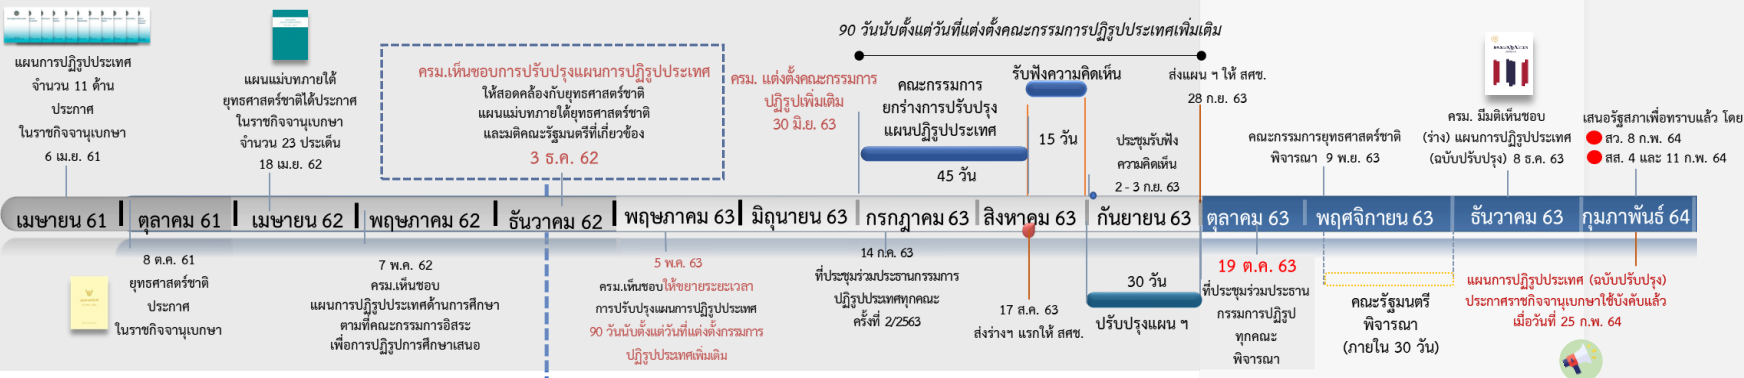 แผนการปฏิรูปประเทศ
จำนวน 11 ด้าน
ประกาศ
ในราชกิจจานุเบกษา
6 เม.ย. 61
แผนแม่บทภายใต้
ยุทธศาสตร์ชาติได้ประกาศ
ในราชกิจจานุเบกษา
จำนวน 23 ประเด็น
18 เม.ย. 62
ครม.เห็นชอบการปรับปรุงแผนการปฏิรูปประเทศ
ให้สอดคล้องกับยุทธศาสตร์ชาติ
แผนแม่บทภายใต้ยุทธศาสตร์ชาติ
และมติคณะรัฐมนตรีที่เกี่ยวข้อง
3 ธ.ค. 62
90 วันนับตั้งแต่วันที่แต่งตั้งคณะกรรมการปฏิรูปประเทศเพิ่มเติม
ครม. แต่งตั้งคณะกรรมการ
ปฏิรูปเพิ่มเติม
30 มิ.ย. 63
คณะกรรมการ
ยกร่างการปรับปรุง
แผนปฏิรูปประเทศ
45 วัน
รับฟังความคิดเห็น
15 วัน
ประชุมรับฟัง
ความคิดเห็น
2 - 3 ก.ย. 63
ส่งแผน ฯ ให้ สศช.
28 ก.ย. 63
คณะกรรมการยุทธศาสตร์ชาติ
พิจารณา 9 พ.ย. 63
ครม. มีมติเห็นชอบ
(ร่าง) แผนการปฏิรูปประเทศ
(ฉบับปรับปรุง) 8 ธ.ค. 63
เสนอรัฐสภาเพื่อทราบแล้ว โดย
สว. 8 ก.พ. 64
สส. 4 และ 11 ก.พ. 64
เมษายน 61 ตุลาคม 61 เมษายน 62 พฤษภาคม 62 ธันวาคม 62 พฤษภาคม 63 มิถุนายน 63 กรกฎาคม 63 สิงหาคม 63 กันยายน 63 ตุลาคม 63 พฤศจิกายน 63 ธันวาคม 63 กุมภาพันธ์ 64
8 ต.ค. 61
ยุทธศาสตร์ชาติ
ประกาศ
ในราชกิจจานุเบกษา
7 พ.ค. 62
ครม.เห็นชอบ
แผนการปฏิรูปประเทศด้านการศึกษา
ตามที่คณะกรรมการอิสระ
เพื่อการปฏิรูปการศึกษาเสนอ
5 พ.ค. 63
ครม.เห็นชอบให้ขยายระยะเวลา
การปรับปรุงแผนการปฏิรูปประเทศ
90 วันนับตั้งแต่วันที่แต่งตั้งกรรมการ
ปฏิรูปประเทศเพิ่มเติม
14 ก.ค. 63
ที่ประชุมร่วมประธานกรรมการ
ปฏิรูปประเทศทุกคณะ
ครั้งที่ 2/2563
17 ส.ค. 63
ส่งร่างฯ แรกให้ สศช.
30 วัน
ปรับปรุงแผน ฯ
19 ต.ค. 63
ที่ประชุมร่วมประธาน
กรรมการปฏิรูป
ทุกคณะ
พิจารณา
คณะรัฐมนตรี
พิจารณา
(ภายใน 30 วัน)
แผนการปฏิรูปประเทศ (ฉบับปรับปรุง)
ประกาศราชกิจจานุเบกษาใช้บังคับแล้ว
เมื่อวันที่ 25 ก.พ. 64